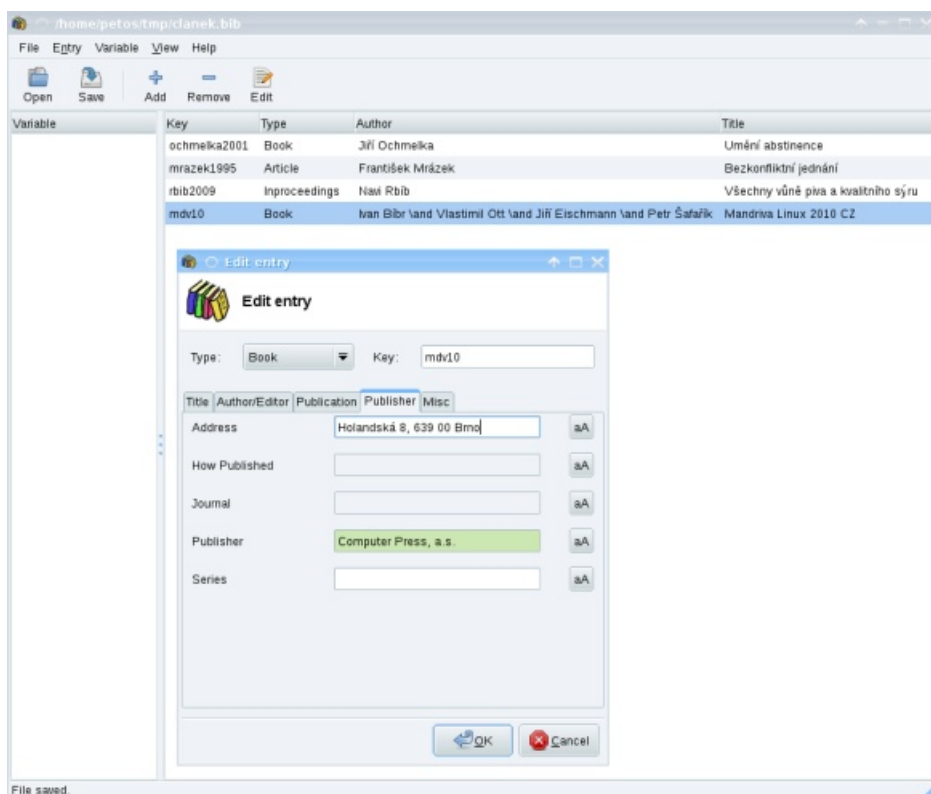 /home/petos/tmp/clanek.bib
File Entry Variable View Help
Open Save Add Remove Edit
Variable Key Type Author Title
ochmelka2001 Book Jiří Ochmelka Umění abstinence
mrazek1995 Article František Mrázek Bezkonfliktní jednání
rbib2009 Inproceedings Navi Rbib Všechny vůně piva a kvalitního sýru
mdv10 Book Ivan Bibr \and Vlastimil Ott \and Jiří Eischmann \and Petr Šafařík Mandriva Linux 2010 CZ
Edit entry
Edit entry
Type: Book Key: mdv10
Title Author/Editor Publication Publisher Misc
Address Holandská 8, 639 00 Brno aA
How Published aA
Journal aA
Publisher Computer Press, a.s. aA
Series aA
OK Cancel
File saved.